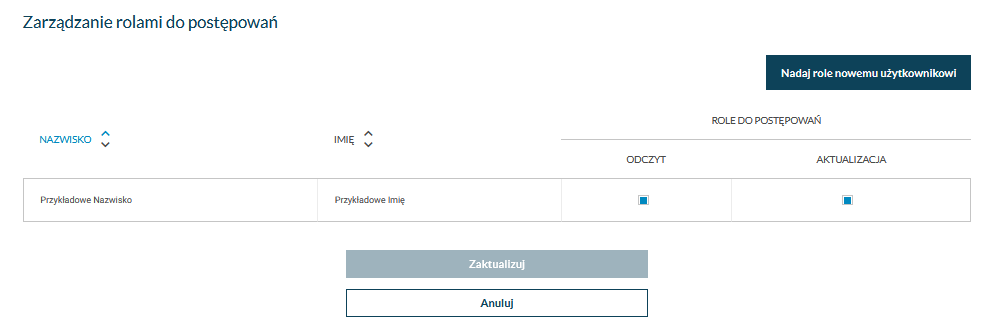 Zarządzanie rolami do postępowań
Nadaj role nowemu użytkownikowi
ROLE DO POSTĘPOWAŃ
NAZWISKO IMIĘ
ODCZYT AKTUALIZACJA
Przykładowe Nazwisko Przykładowe Imię
Zaktualizuj
Anuluj